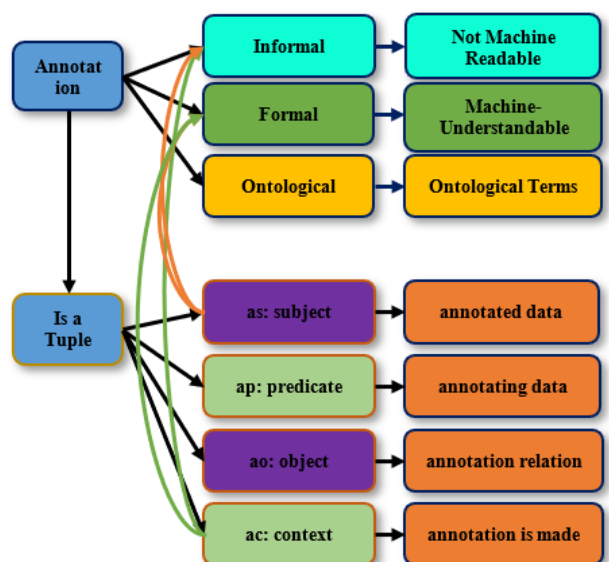 Annotat
ion
Informal
Not Machine
Readable
Formal
Machine-
Understandable
Ontological
Ontological Terms
Is a
Tuple
as: subject
annotated data
ap: predicate
annotating data
ao: object
annotation relation
ac: context
annotation is made